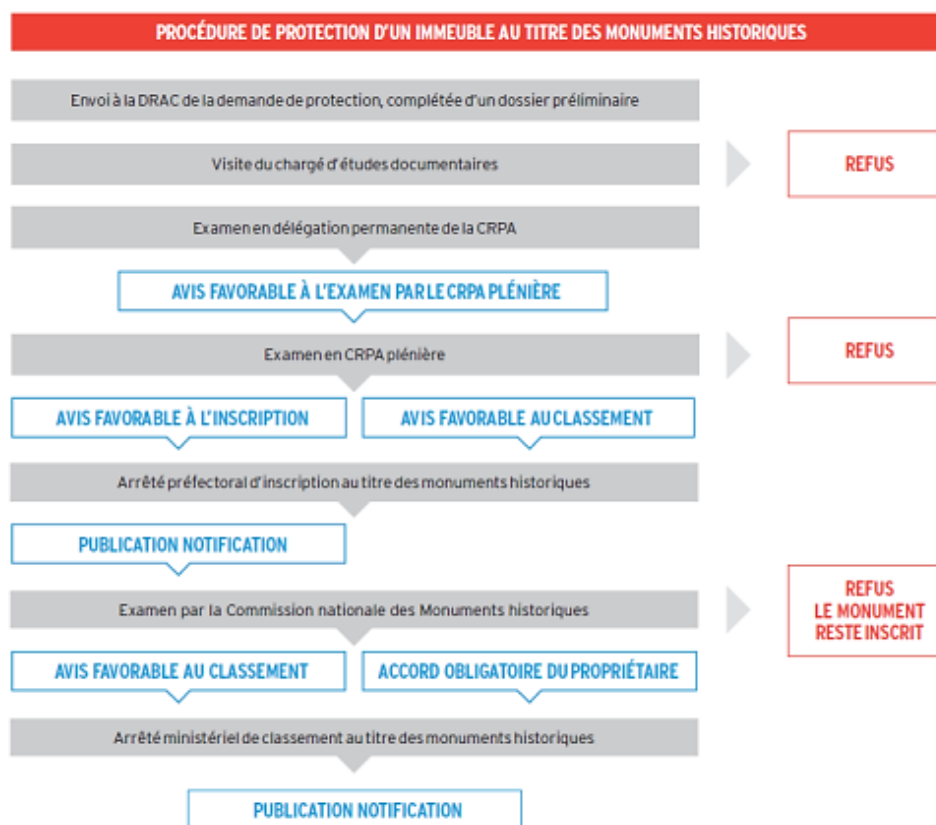 PROCÉDURE DE PROTECTION D'UN IMMEUBLE AU TITRE DES MONUMENTS HISTORIQUES
Envoi à la DRAC de la demande de protection, complétée d'un dossier préliminaire
Visite du chargé d'études documentaires
REFUS
Examen en délégation permanente de la CRPA
AVIS FAVORABLE À L'EXAMEN PAR LE CRPA PLÉNIÈRE
Examen en CRPA plénière
REFUS
AVIS FAVORABLE À L'INSCRIPTION
AVIS FAVORABLE AU CLASSEMENT
Arrêté préfectoral d'inscription au titre des monuments historiques
PUBLICATION NOTIFICATION
Examen par la Commission nationale des Monuments historiques
REFUS
LE MONUMENT
RESTE INSCRIT
AVIS FAVORABLE AU CLASSEMENT
ACCORD OBLIGATOIRE DU PROPRIÉTAIRE
Arrêté ministériel de classement au titre des monuments historiques
PUBLICATION NOTIFICATION